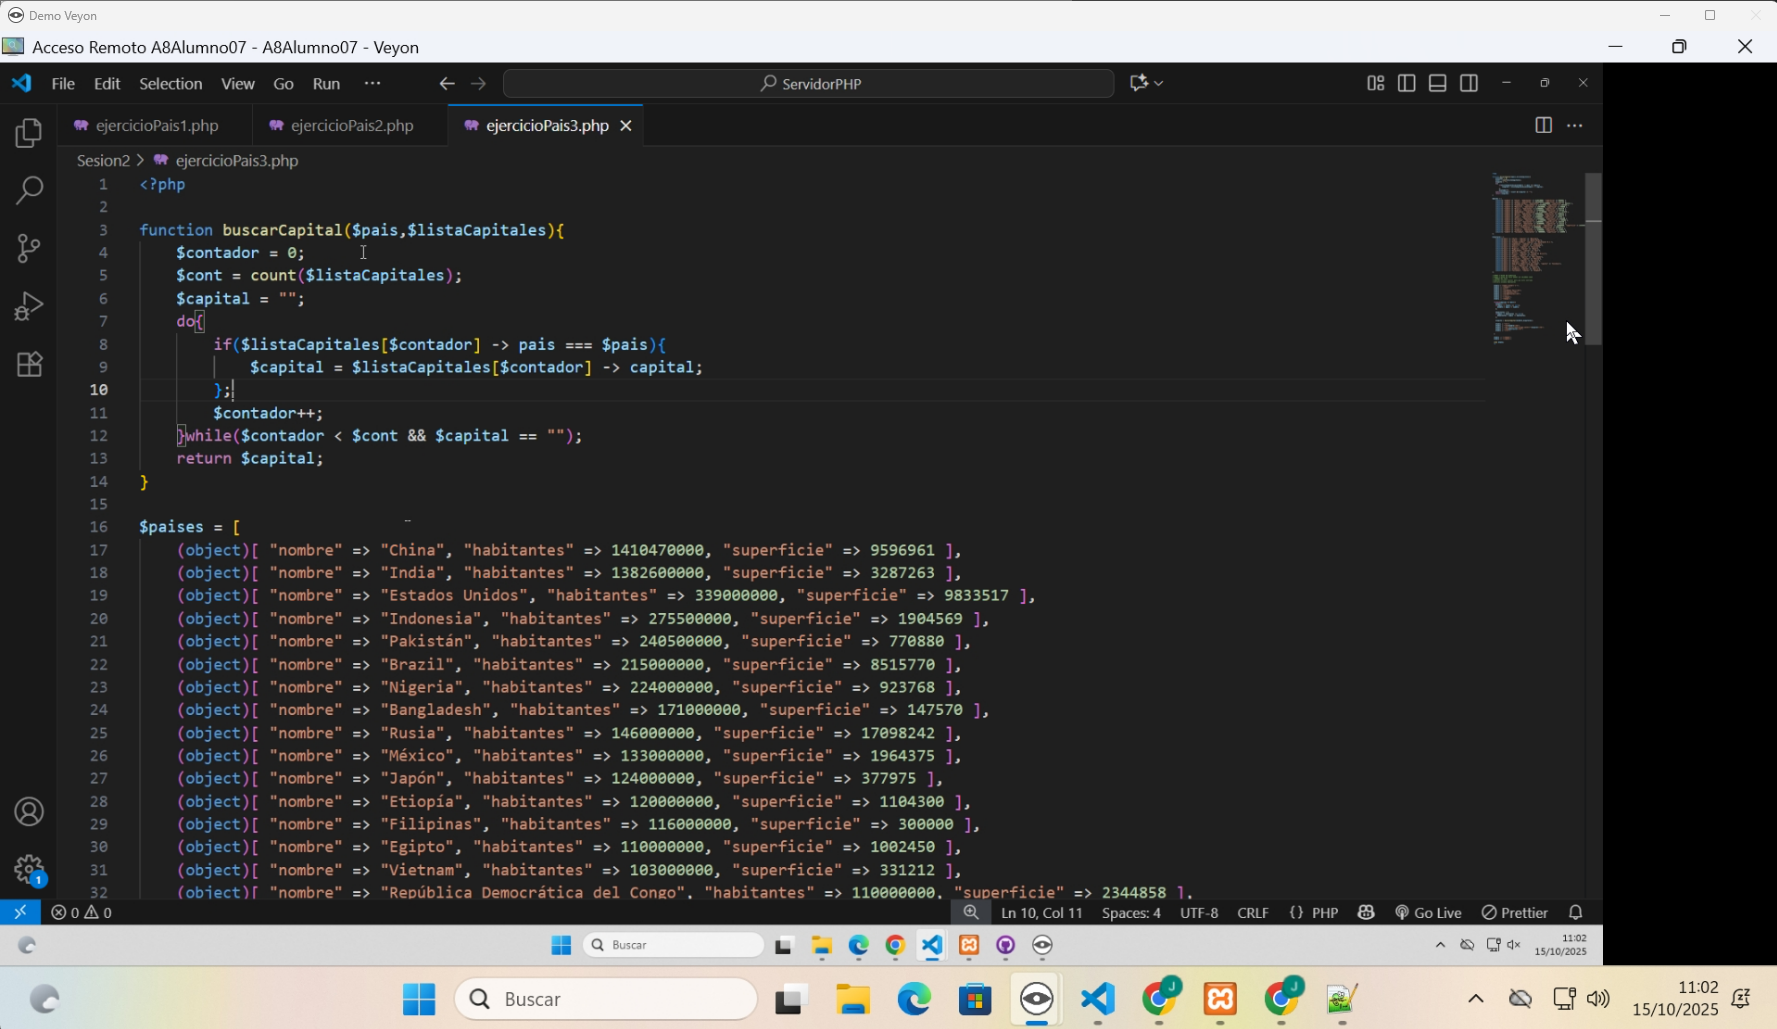 Demo Veyon
Acceso Remoto A8Alumno07 - A8Alumno07 - Veyon
File Edit Selection View Go Run ··· ServidorPHP
ejercicioPais1.php ejercicioPais2.php ejercicioPais3.php
Sesion2 > ejercicioPais3.php
1 <?php
2
3 function buscarCapital($pais,$listaCapitales){
4 $contador = 0;
5 $cont = count($listaCapitales);
6 $capital = "";
7 do{
8 if($listaCapitales[$contador] -> pais === $pais){
9 $capital = $listaCapitales[$contador] -> capital;
10 };
11 $contador++;
12 }while($contador < $cont && $capital == "");
13 return $capital;
14 }
15
16 $paises = [
17 (object)[ "nombre" => "China", "habitantes" => 1410470000, "superficie" => 9596961 ],
18 (object)[ "nombre" => "India", "habitantes" => 1382600000, "superficie" => 3287263 ],
19 (object)[ "nombre" => "Estados Unidos", "habitantes" => 339000000, "superficie" => 9833517 ],
20 (object)[ "nombre" => "Indonesia", "habitantes" => 275500000, "superficie" => 1904569 ],
21 (object)[ "nombre" => "Pakistán", "habitantes" => 240500000, "superficie" => 770880 ],
22 (object)[ "nombre" => "Brazil", "habitantes" => 215000000, "superficie" => 8515770 ],
23 (object)[ "nombre" => "Nigeria", "habitantes" => 224000000, "superficie" => 923768 ],
24 (object)[ "nombre" => "Bangladesh", "habitantes" => 171000000, "superficie" => 147570 ],
25 (object)[ "nombre" => "Rusia", "habitantes" => 146000000, "superficie" => 17098242 ],
26 (object)[ "nombre" => "México", "habitantes" => 133000000, "superficie" => 1964375 ],
27 (object)[ "nombre" => "Japón", "habitantes" => 124000000, "superficie" => 377975 ],
28 (object)[ "nombre" => "Etiopía", "habitantes" => 120000000, "superficie" => 1104300 ],
29 (object)[ "nombre" => "Filipinas", "habitantes" => 116000000, "superficie" => 300000 ],
30 (object)[ "nombre" => "Egipto", "habitantes" => 110000000, "superficie" => 1002450 ],
31 (object)[ "nombre" => "Vietnam", "habitantes" => 103000000, "superficie" => 331212 ],
32 (object)[ "nombre" => "República Democrática del Congo", "habitantes" => 110000000, "superficie" => 2344858 ],
0 0 Ln 10, Col 11 Spaces: 4 UTF-8 CRLF {} PHP Go Live Prettier
Buscar 11:02
15/10/2025
Buscar 11:02
15/10/2025